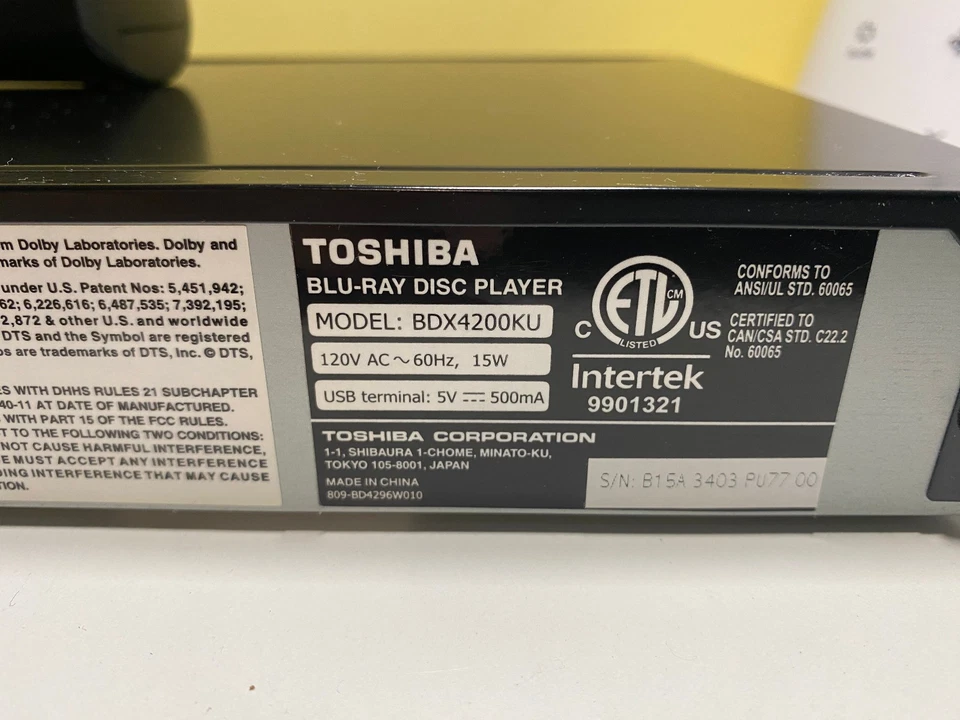 m Dolby Laboratories. Dolby and
marks of Dolby Laboratories.
under U.S. Patent Nos: 5,451,942;
62; 6,226,616; 6,487,535; 7,392,195;
2,872 & other U.S. and worldwide
DTS and the Symbol are registered
os are trademarks of DTS, Inc. © DTS,
ES WITH DHHS RULES 21 SUBCHAPTER
40-11 AT DATE OF MANUFACTURED.
WITH PART 15 OF THE FCC RULES.
T TO THE FOLLOWING TWO CONDITIONS:
NOT CAUSE HARMFUL INTERFERENCE,
E MUST ACCEPT ANY INTERFERENCE
DING INTERFERENCE THAT MAY CAUSE
TION.
TOSHIBA
BLU-RAY DISC PLAYER
MODEL: BDX4200KU
120V AC ~ 60Hz, 15W
USB terminal: 5V ⎓ 500mA
ETL CM
LISTED
C US
Intertek
9901321
CONFORMS TO
ANSI/UL STD. 60065
CERTIFIED TO
CAN/CSA STD. C22.2
No. 60065
TOSHIBA CORPORATION
1-1, SHIBAURA 1-CHOME, MINATO-KU,
TOKYO 105-8001, JAPAN
MADE IN CHINA
809-BD4296W010
S/N: B15A 3403 PU77 00